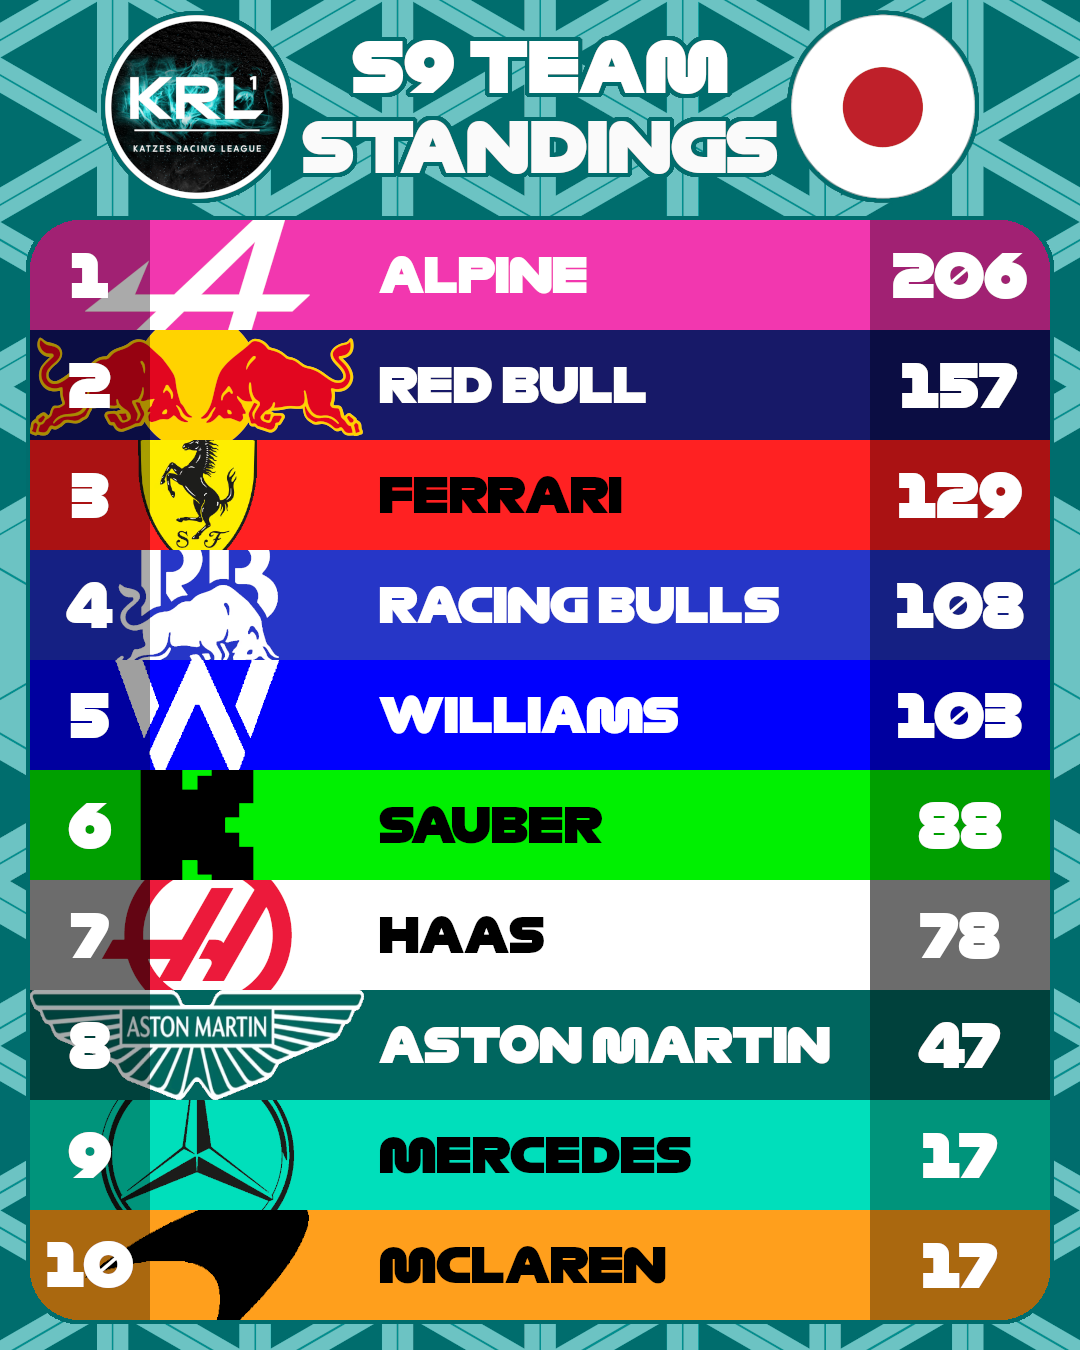 KRL1
KATZES RACING LEAGUE
S9 TEAM
STANDINGS
1 ALPINE 206
2 RED BULL 157
3 S F FERRARI 129
4 RB RACING BULLS 108
5 W WILLIAMS 103
6 K SAUBER 88
7 H HAAS 78
8 ASTON MARTIN ASTON MARTIN 47
9 MERCEDES 17
10 MCLAREN 17